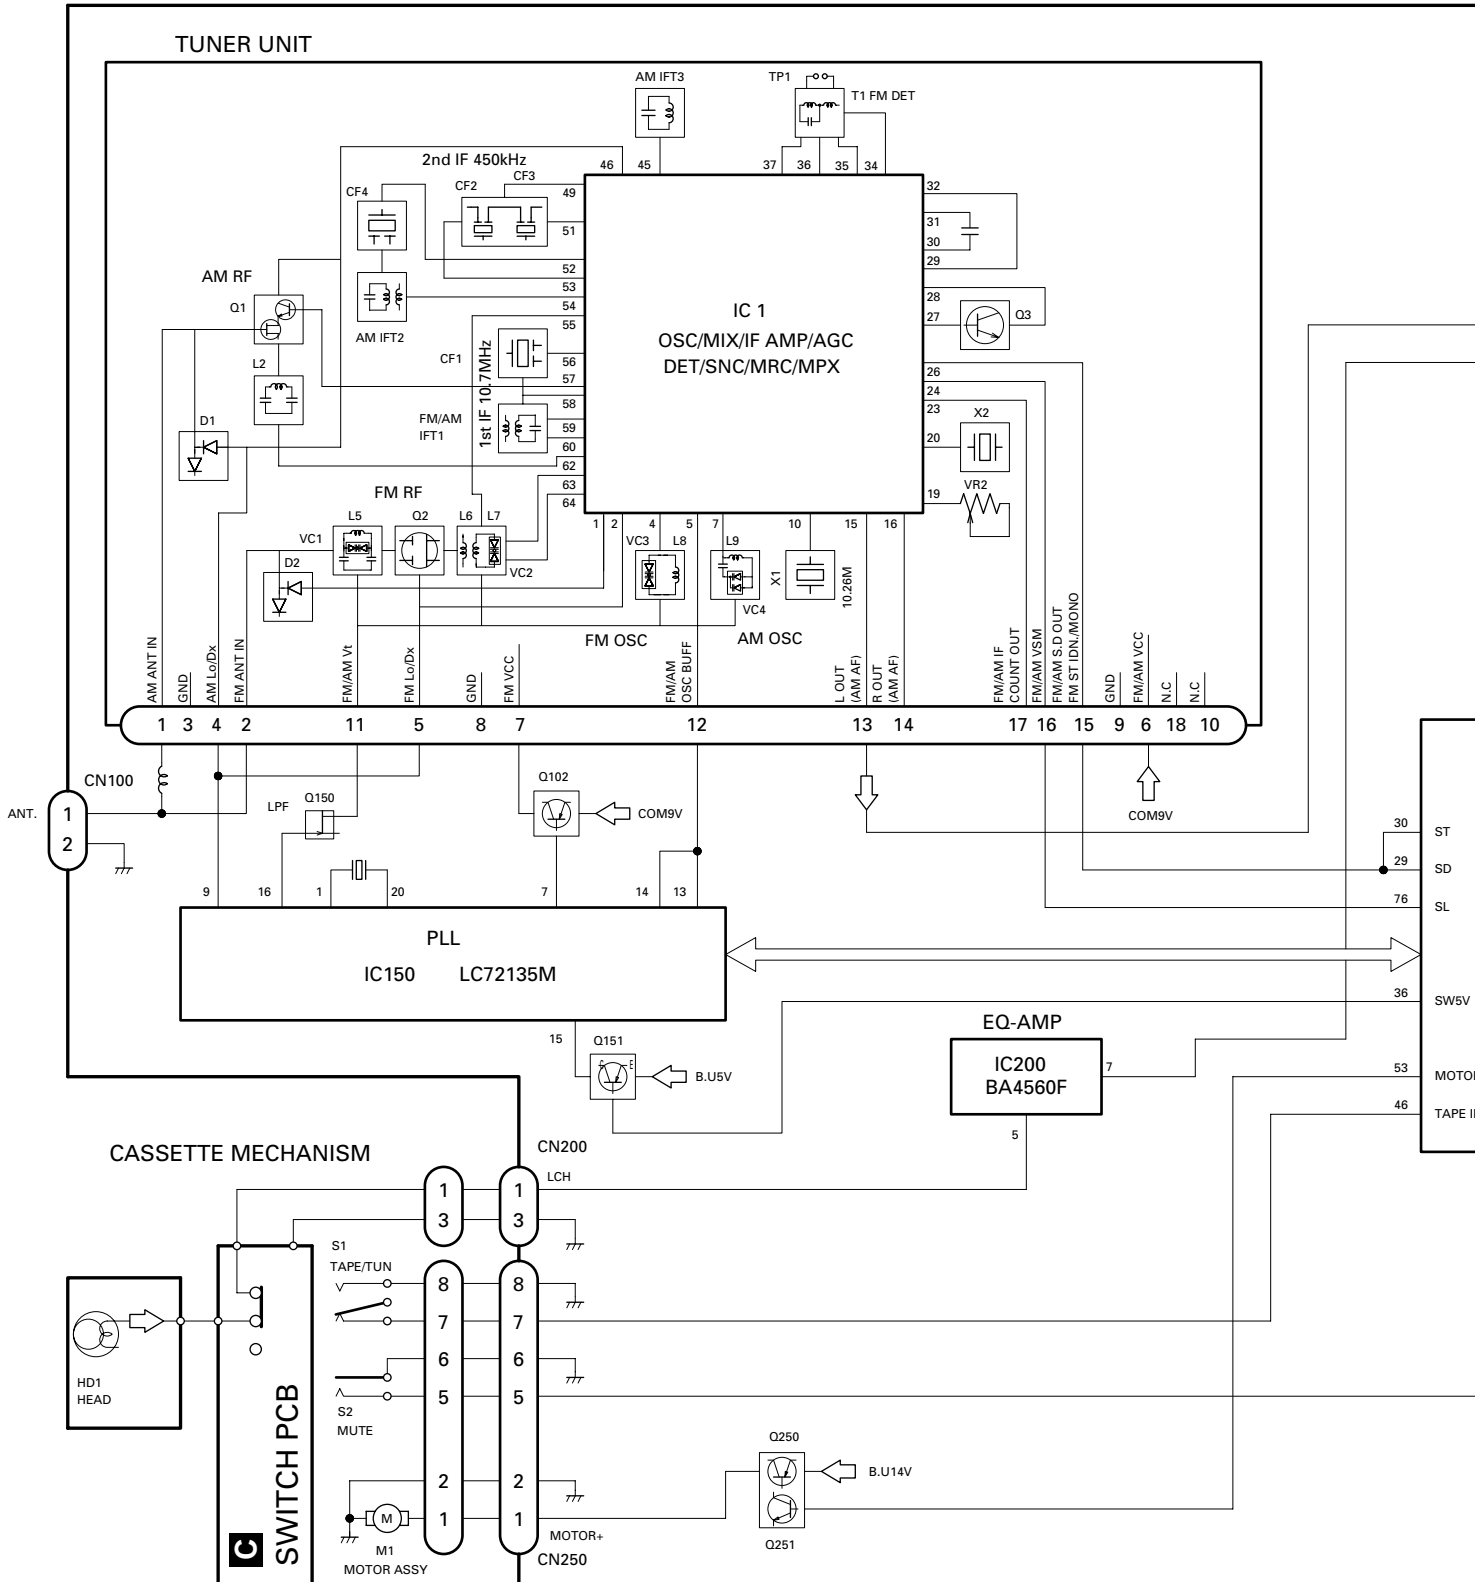 TUNER UNIT
AM IFT3
TP1
T1 FM DET
2nd IF 450kHz
CF4
CF2
CF3
46
45
37
36
35
34
49
51
52
53
54
55
56
57
58
59
60
62
63
64
32
31
30
29
28
27
26
24
23
20
19
AM RF
Q1
AM IFT2
L2
CF1
1st IF 10.7MHz
FM/AM
IFT1
D1
IC 1
OSC/MIX/IF AMP/AGC
DET/SNC/MRC/MPX
Q3
X2
VR2
FM RF
L5
Q2
L6
L7
VC1
VC2
D2
1
2
4
5
7
10
15
16
VC3
L8
L9
X1
10.26M
VC4
FM OSC
AM OSC
AM ANT IN
GND
AM Lo/Dx
FM ANT IN
FM/AM Vt
FM Lo/Dx
GND
FM VCC
FM/AM
OSC BUFF
L OUT
(AM AF)
R OUT
(AM AF)
FM/AM IF
COUNT OUT
FM/AM VSM
FM/AM S.D OUT
FM ST IDN./MONO
GND
FM/AM VCC
N.C
N.C
1
3
4
2
11
5
8
7
12
13
14
17
16
15
9
6
18
10
CN100
ANT.
1
2
LPF
Q150
Q102
COM9V
COM9V
9
16
1
20
7
14
13
PLL
IC150 LC72135M
15
Q151
C
E
B.U5V
30
ST
29
SD
76
SL
36
SW5V
53
46
EQ-AMP
IC200
BA4560F
7
5
CASSETTE MECHANISM
CN200
LCH
1
3
1
3
S1
TAPE/TUN
8
7
6
5
2
1
8
7
6
5
2
1
HD1
HEAD
S2
MUTE
C
SWITCH PCB
M
M1
MOTOR ASSY
MOTOR+
CN250
Q250
B.U14V
Q251